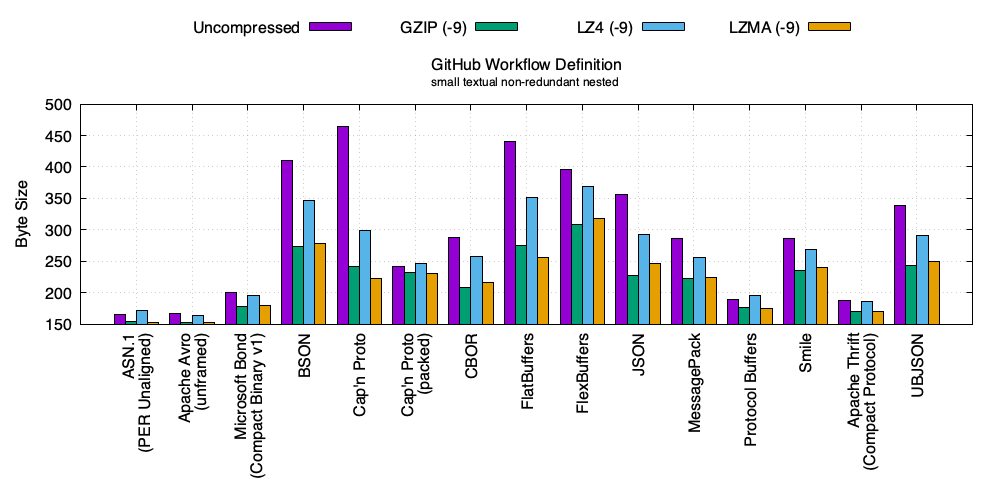 Uncompressed GZIP (-9) LZ4 (-9) LZMA (-9)
GitHub Workflow Definition
small textual non-redundant nested
Byte Size
500
450
400
350
300
250
200
150
ASN.1
(PER Unaligned)
Apache Avro
(unframed)
Microsoft Bond
(Compact Binary v1)
BSON
Cap'n Proto
Cap'n Proto
(packed)
CBOR
FlatBuffers
FlexBuffers
JSON
MessagePack
Protocol Buffers
Smile
Apache Thrift
(Compact Protocol)
UBJSON